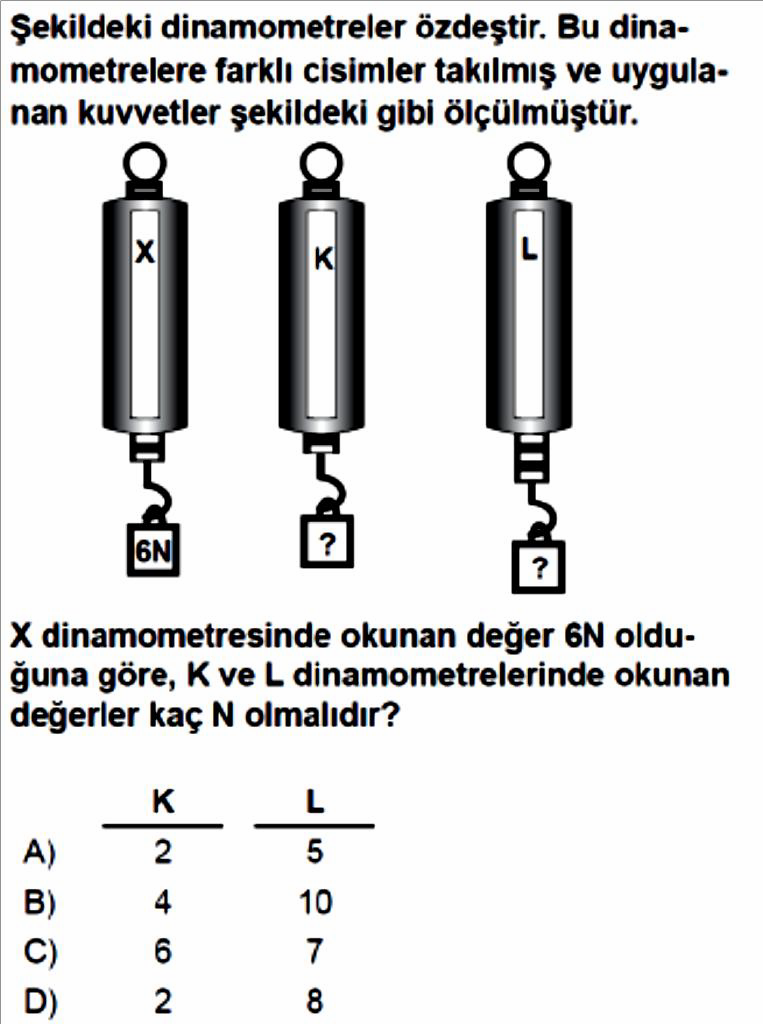 Şekildeki dinamometreler özdeştir. Bu dina-
mometrelere farklı cisimler takılmış ve uygula-
nan kuvvetler şekildeki gibi ölçülmüştür.
X K L
6N ? ?
X dinamometresinde okunan değer 6N oldu-
ğuna göre, K ve L dinamometrelerinde okunan
değerler kaç N olmalıdır?
K L
A) 2 5
B) 4 10
C) 6 7
D) 2 8